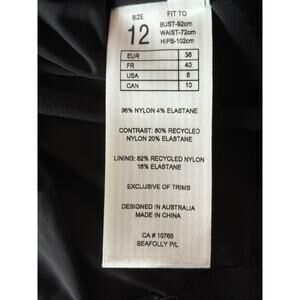 SIZE
12
FIT TO
BUST-92cm
WAIST-72cm
HIPS-102cm
EUR 38
FR 40
USA 8
CAN 10
96% NYLON 4% ELASTANE
CONTRAST: 80% RECYCLED
NYLON 20% ELASTANE
LINING: 82% RECYCLED NYLON
18% ELASTANE
EXCLUSIVE OF TRIMS
DESIGNED IN AUSTRALIA
MADE IN CHINA
CA # 10765
SEAFOLLY P/L